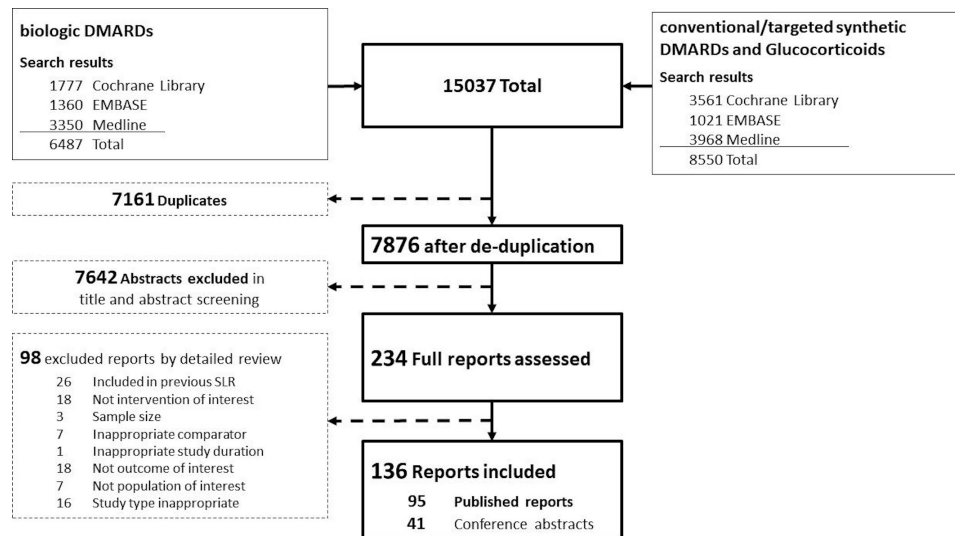 biologic DMARDs
Search results
1777 Cochrane Library
1360 EMBASE
3350 Medline
6487 Total
15037 Total
conventional/targeted synthetic
DMARDs and Glucocorticoids
Search results
3561 Cochrane Library
1021 EMBASE
3968 Medline
8550 Total
7161 Duplicates
7876 after de-duplication
7642 Abstracts excluded in
title and abstract screening
234 Full reports assessed
98 excluded reports by detailed review
26 Included in previous SLR
18 Not intervention of interest
3 Sample size
7 Inappropriate comparator
1 Inappropriate study duration
18 Not outcome of interest
7 Not population of interest
16 Study type inappropriate
136 Reports included
95 Published reports
41 Conference abstracts